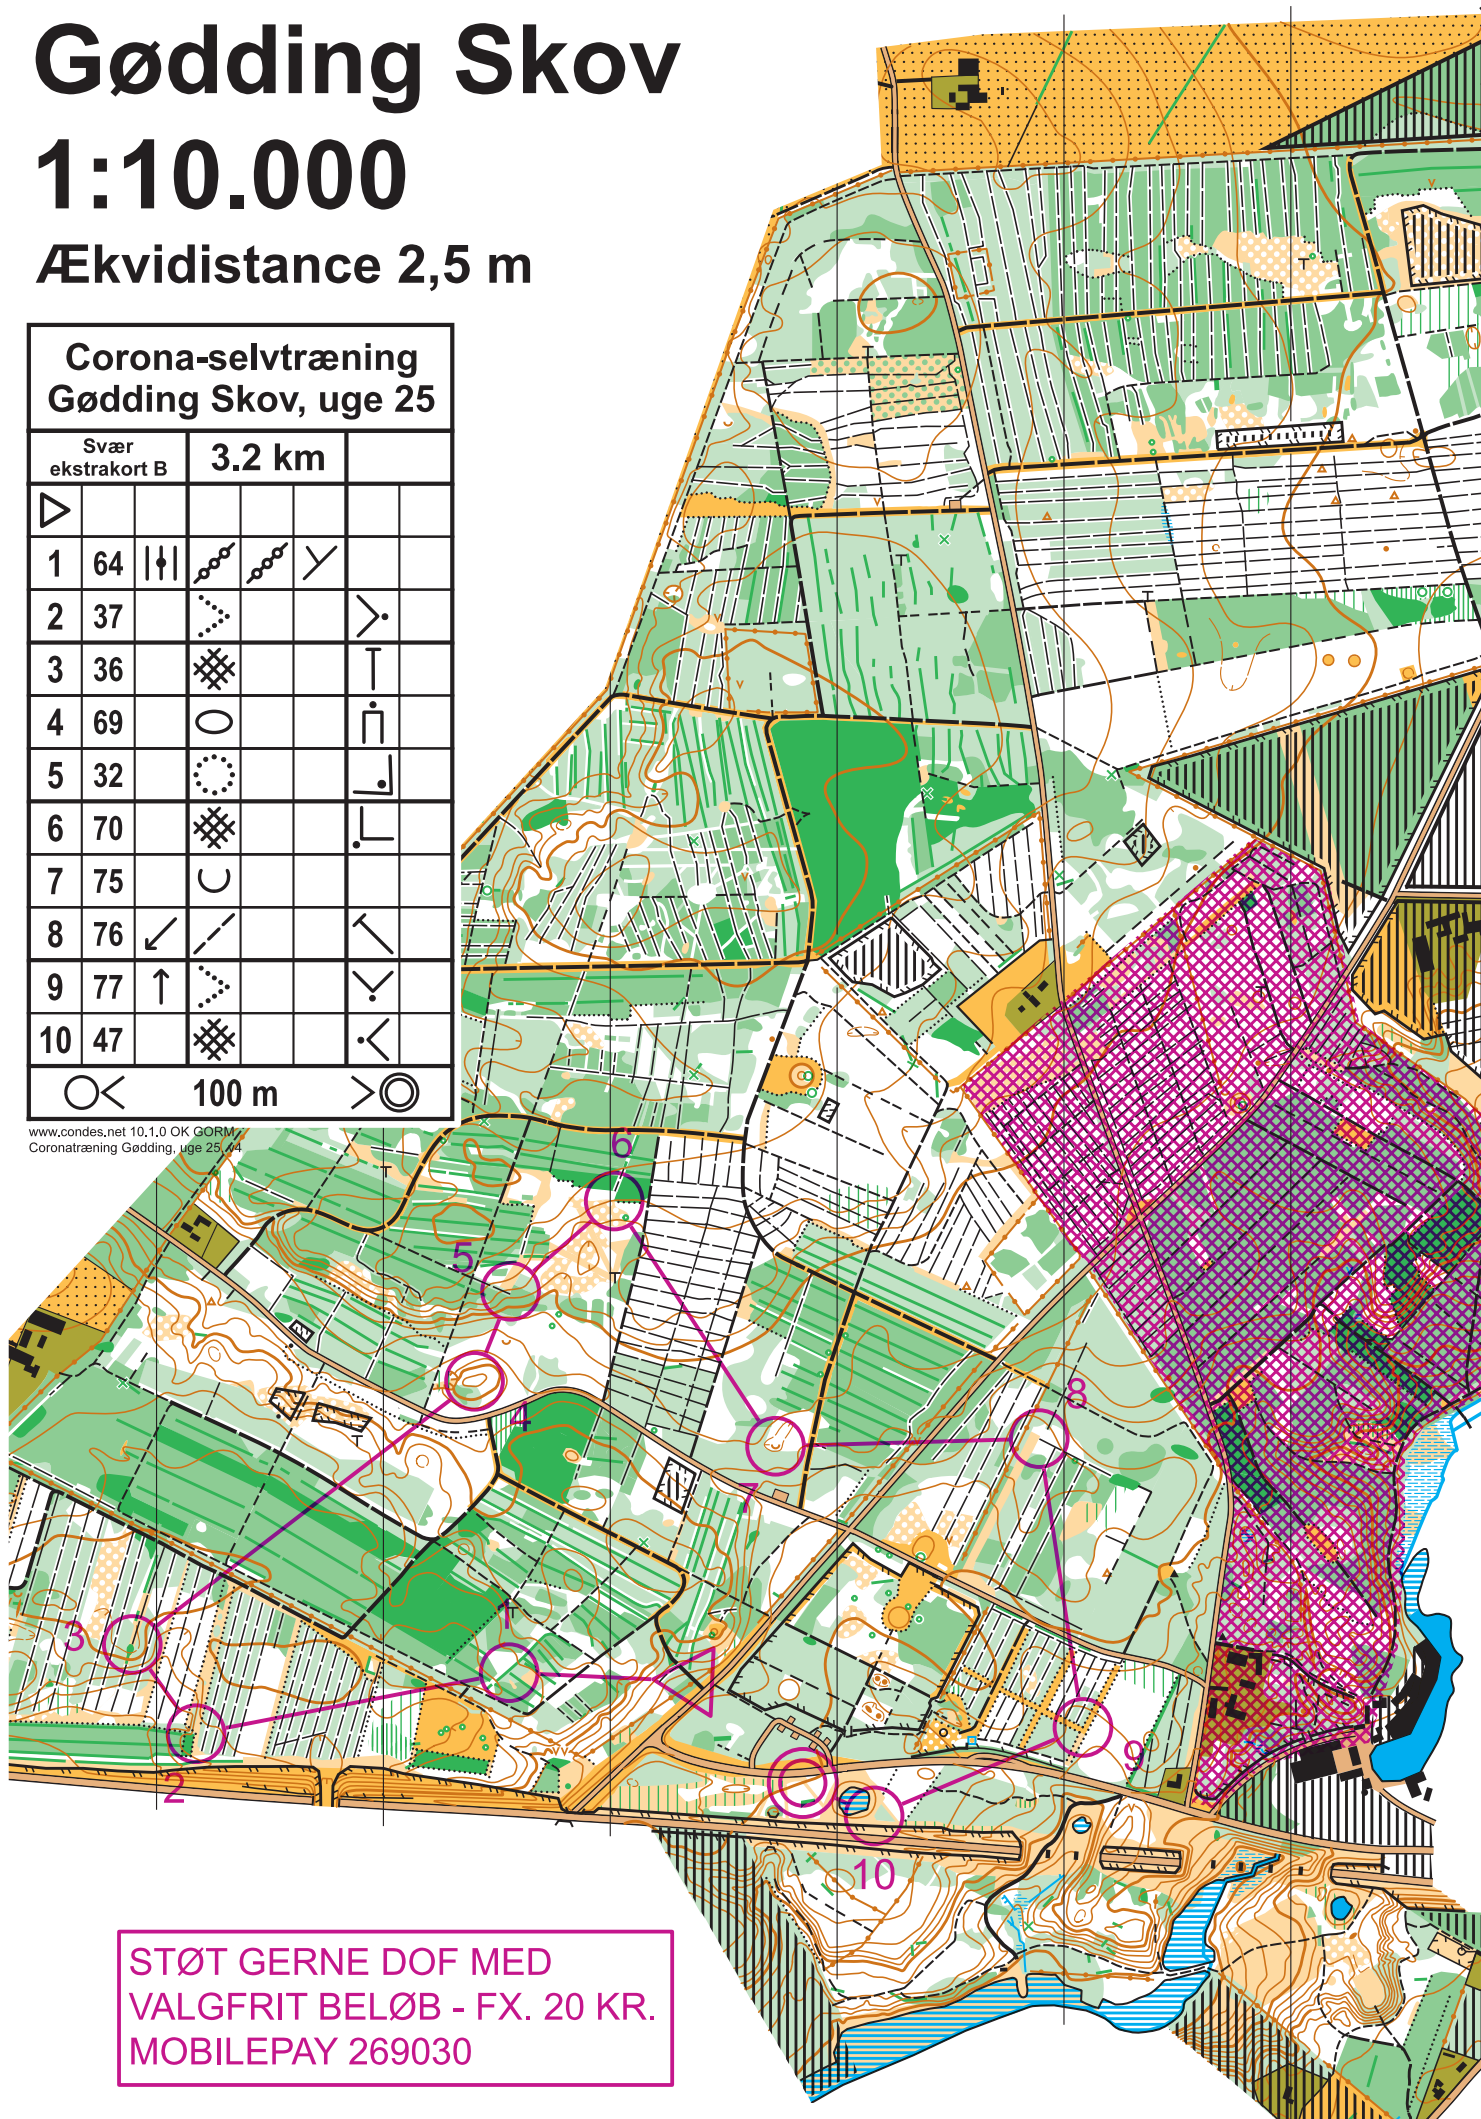 Gødding Skov
1:10.000
Ækvidistance 2,5 m
Corona-selvtræning
Gødding Skov, uge 25
Svær
ekstrakort B
3.2 km
1 64
2 37
3 36
4 69
5 32
6 70
7 75
8 76
9 77
10 47
100 m
www.condes.net 10.1.0 OK GORM
Coronatræning Gødding, uge 25, v4
6
5
4
8
7
1
3
2
9
10
STØT GERNE DOF MED
VALGFRIT BELØB - FX. 20 KR.
MOBILEPAY 269030